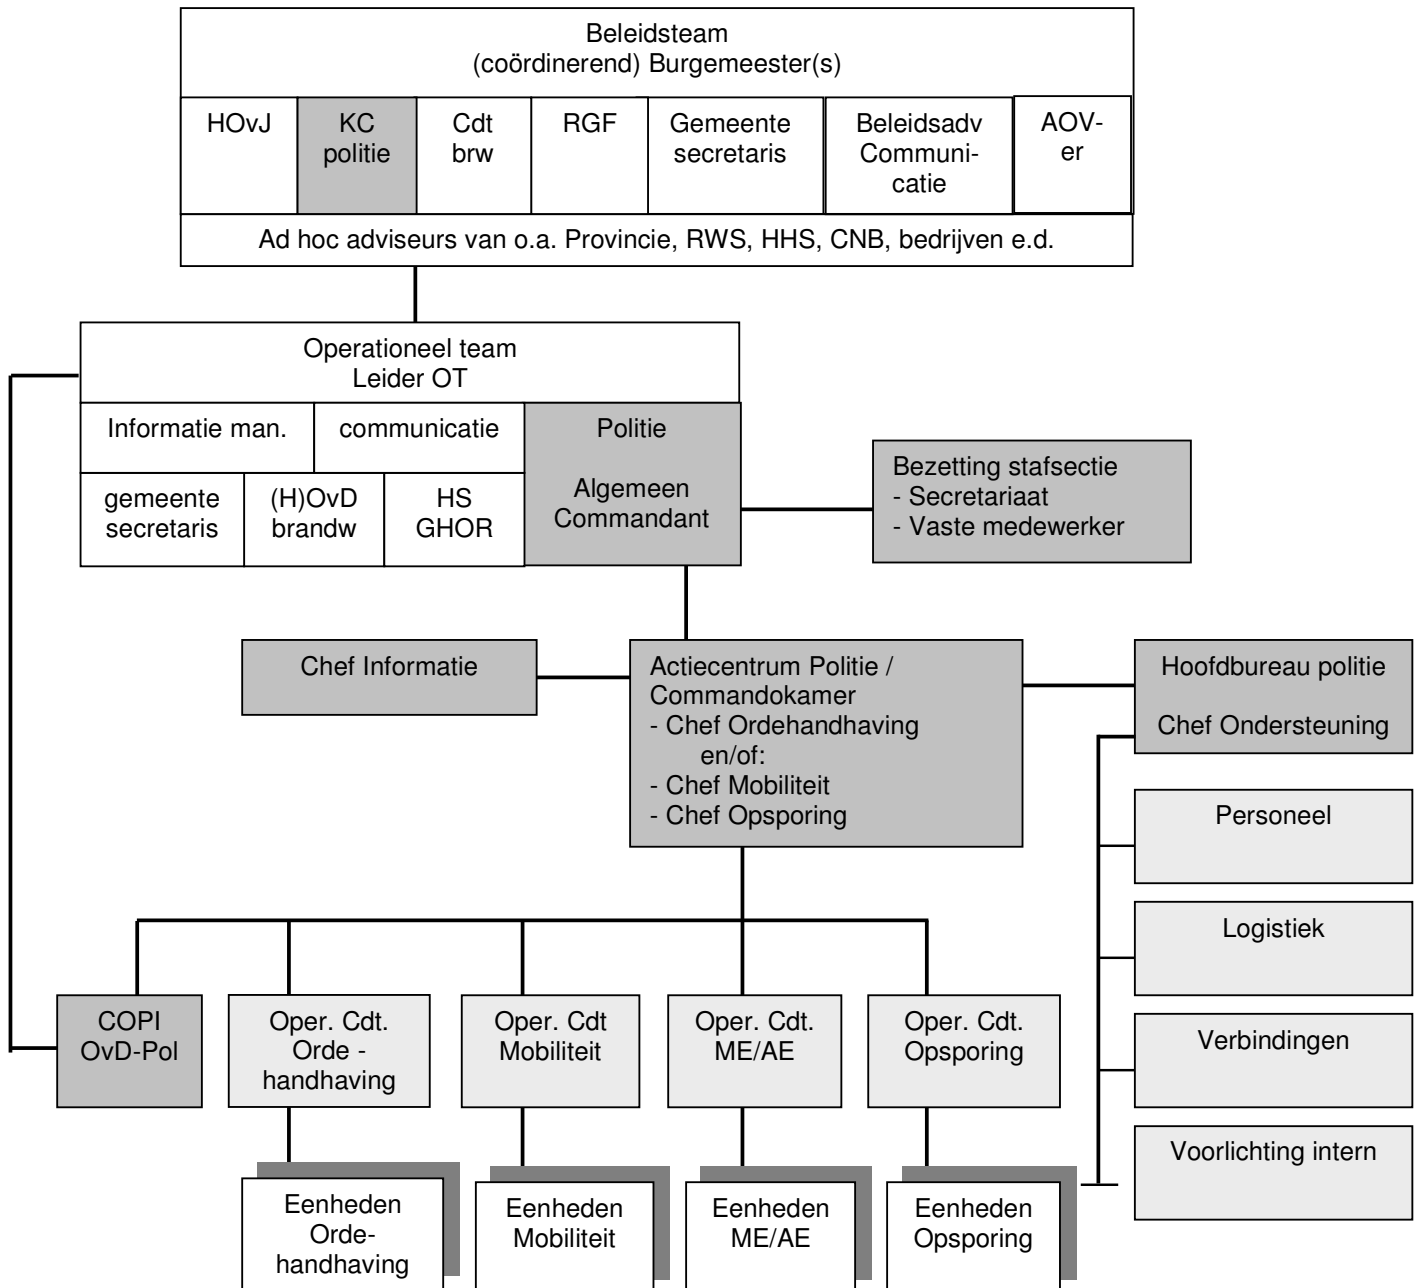 Beleidsteam
(coördinerend) Burgemeester(s)
HOvJ
KC
politie
Cdt
brw
RGF
Gemeente
secretaris
Beleidsadv
Communi-
catie
AOV-
er
Ad hoc adviseurs van o.a. Provincie, RWS, HHS, CNB, bedrijven e.d.
Operationeel team
Leider OT
Informatie man.
communicatie
Politie
Algemeen
Commandant
gemeente
secretaris
(H)OvD
brandw
HS
GHOR
Bezetting stafsectie
- Secretariaat
- Vaste medewerker
Chef Informatie
Actiecentrum Politie /
Commandokamer
- Chef Ordehandhaving
en/of:
- Chef Mobiliteit
- Chef Opsporing
Hoofdbureau politie
Chef Ondersteuning
Personeel
Logistiek
Verbindingen
Voorlichting intern
COPI
OvD-Pol
Oper. Cdt.
Orde -
handhaving
Oper. Cdt
Mobiliteit
Oper. Cdt.
ME/AE
Oper. Cdt.
Opsporing
Eenheden
Orde-
handhaving
Eenheden
Mobiliteit
Eenheden
ME/AE
Eenheden
Opsporing